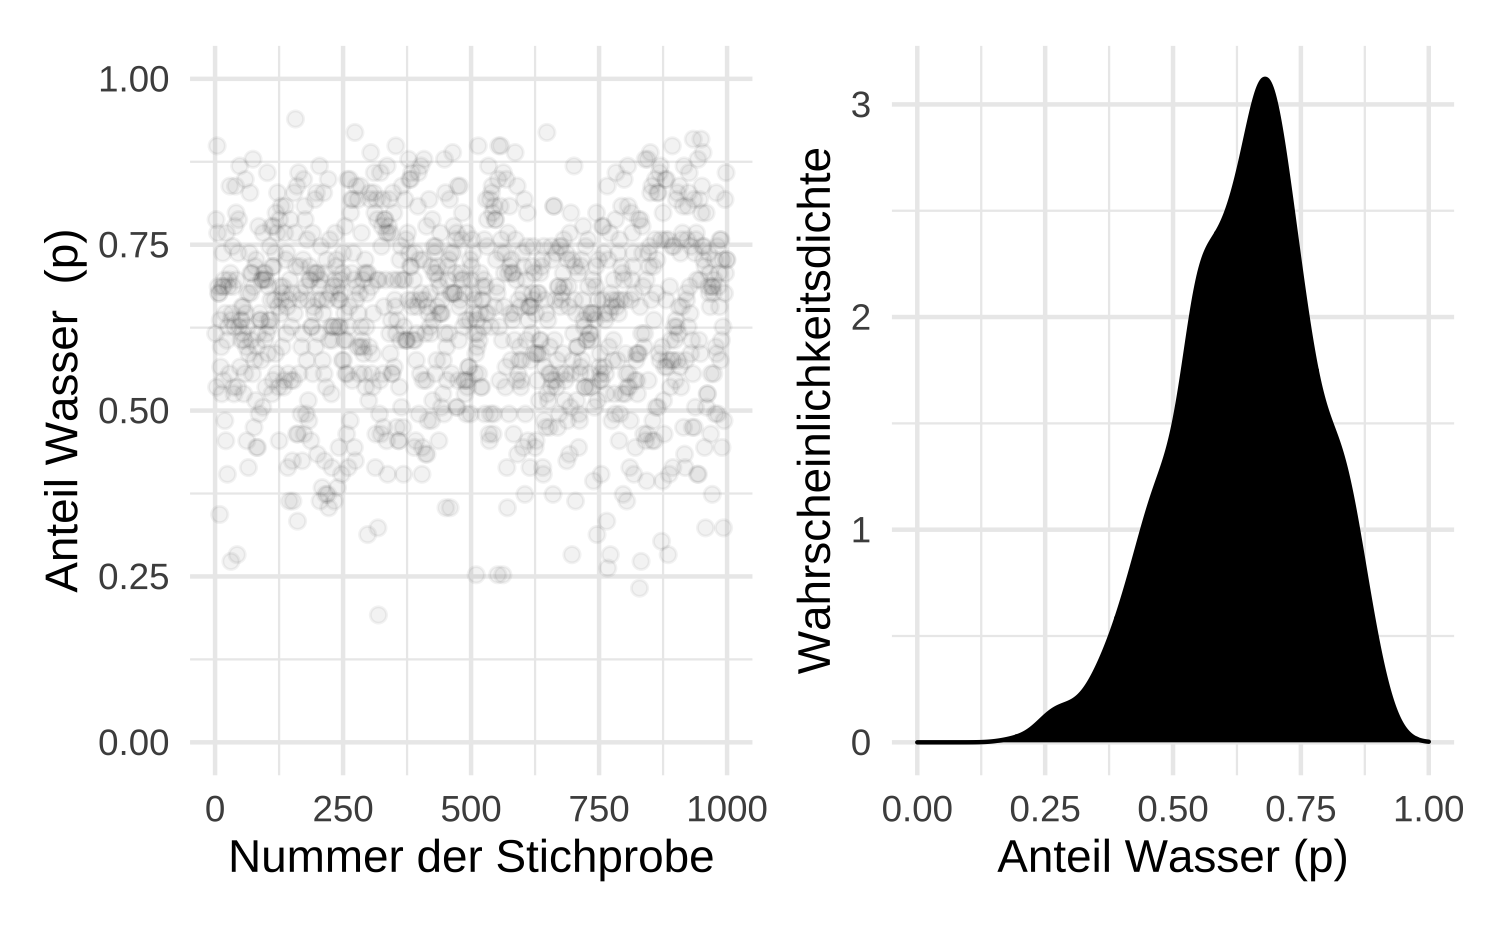 Anteil Wasser  (p)
1.00
0.75
0.50
0.25
0.00
0 250 500 750 1000
Nummer der Stichprobe
Wahrscheinlichkeitsdichte
3
2
1
0
0.00 0.25 0.50 0.75 1.00
Anteil Wasser (p)